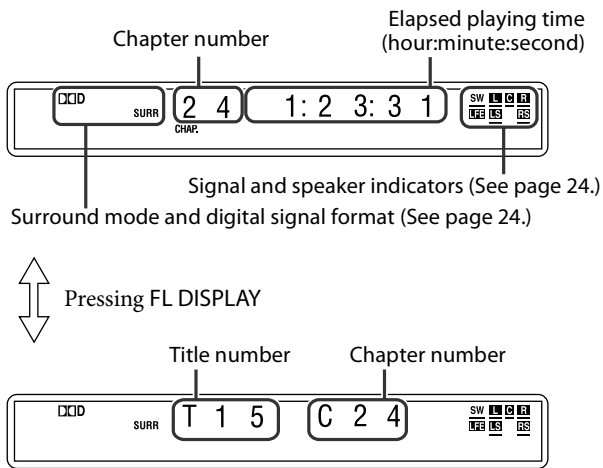 Elapsed playing time
(hour:minute:second)
Chapter number
D SURR 2 4 CHAP. 1:2 3:3 1 SW L C R
LFE LS RS
Signal and speaker indicators (See page 24.)
Surround mode and digital signal format (See page 24.)
Pressing FL DISPLAY
Title number Chapter number
D SURR T 1 5 C 2 4 SW L C R
LFE LS RS